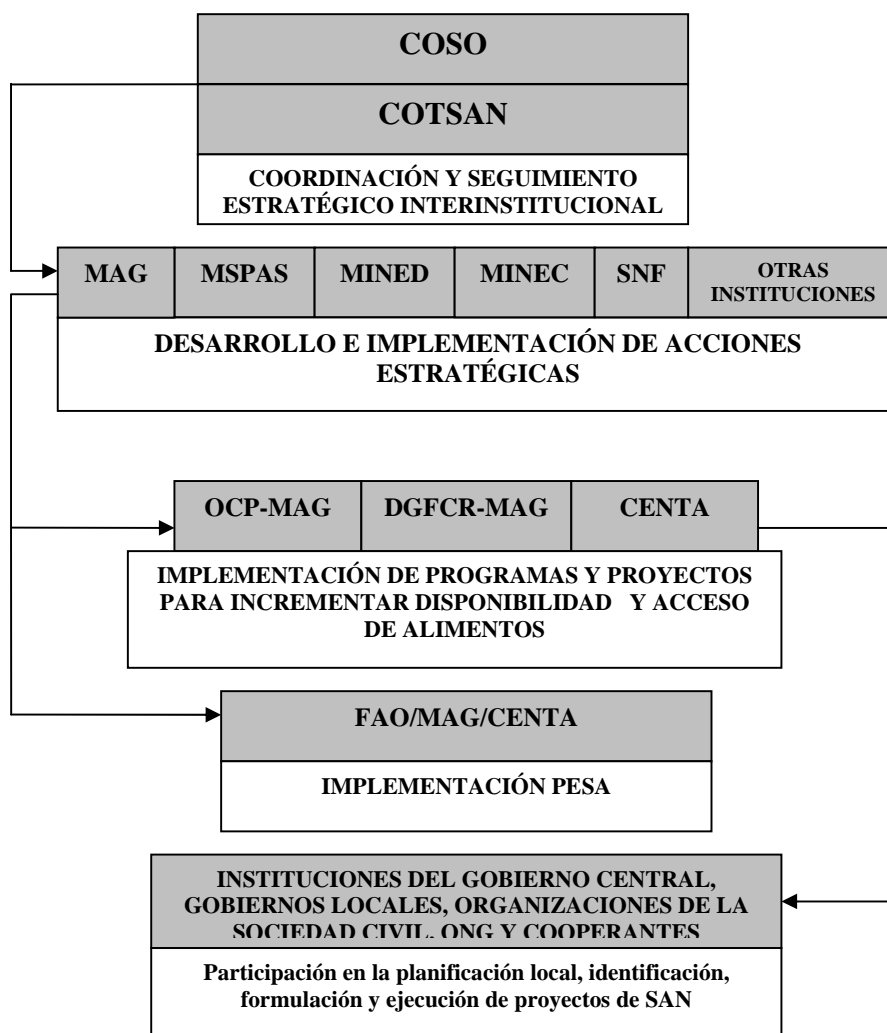 COSO
COTSAN
COORDINACIÓN Y SEGUIMIENTO
ESTRATÉGICO INTERINSTITUCIONAL
MAG MSPAS MINED MINEC SNF OTRAS
INSTITUCIONES
DESARROLLO E IMPLEMENTACIÓN DE ACCIONES
ESTRATÉGICAS
OCP-MAG DGFCR-MAG CENTA
IMPLEMENTACIÓN DE PROGRAMAS Y PROYECTOS
PARA INCREMENTAR DISPONIBILIDAD Y ACCESO
DE ALIMENTOS
FAO/MAG/CENTA
IMPLEMENTACIÓN PESA
INSTITUCIONES DEL GOBIERNO CENTRAL,
GOBIERNOS LOCALES, ORGANIZACIONES DE LA
SOCIEDAD CIVIL, ONG Y COOPERANTES
Participación en la planificación local, identificación,
formulación y ejecución de proyectos de SAN